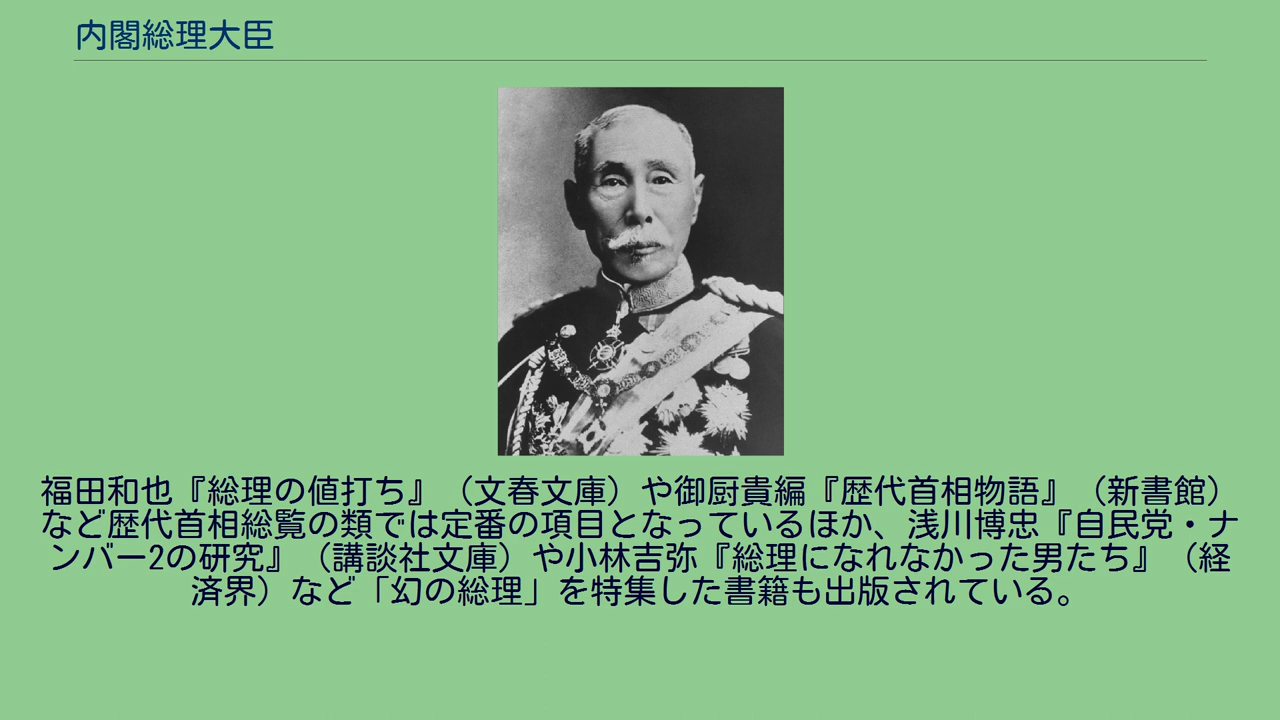 内閣総理大臣
福田和也『総理の値打ち』（文春文庫）や御厨貴編『歴代首相物語』（新書館）
など歴代首相総覧の類では定番の項目となっているほか、浅川博忠『自民党・ナ
ンバー2の研究』（講談社文庫）や小林吉弥『総理になれなかった男たち』（経
済界）など「幻の総理」を特集した書籍も出版されている。